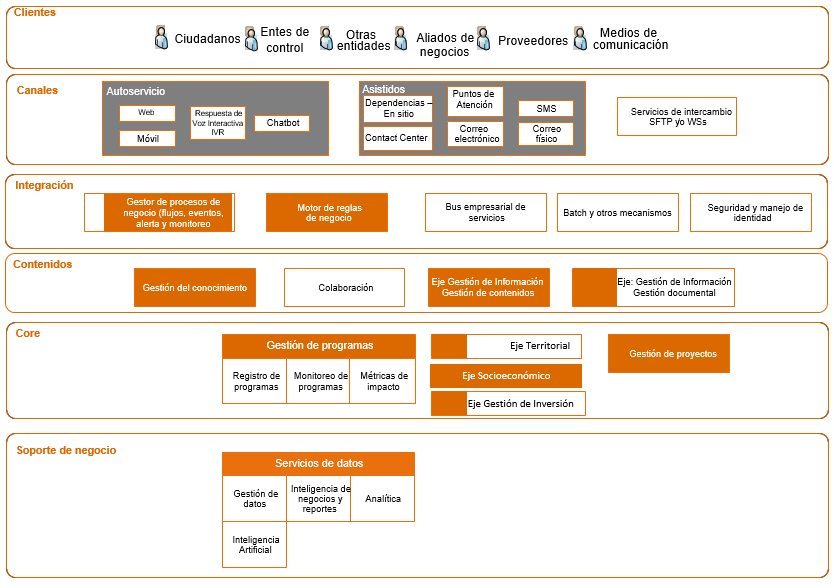 Clientes
Ciudadanos
Entes de
control
Otras
entidades
Aliados de
negocios
Proveedores
Medios de
comunicación
Canales
Autoservicio
Web
Móvil
Respuesta de
Voz Interactiva
IVR
Chatbot
Asistidos
Dependencias –
En sitio
Contact Center
Puntos de
Atención
Correo
electrónico
SMS
Correo
físico
Servicios de intercambio
SFTP y/o WSs
Integración
Gestor de procesos de
negocio (flujos, eventos,
alerta y monitoreo
Motor de reglas
de negocio
Bus empresarial de
servicios
Batch y otros mecanismos
Seguridad y manejo de
identidad
Contenidos
Gestión del conocimiento
Colaboración
Eje Gestión de Información
Gestión de contenidos
Eje: Gestión de Información
Gestión documental
Core
Gestión de programas
Registro de
programas
Monitoreo de
programas
Métricas de
impacto
Eje Territorial
Eje Socioeconómico
Eje Gestión de Inversión
Gestión de proyectos
Soporte de negocio
Servicios de datos
Gestión de
datos
Inteligencia de
negocios y
reportes
Analítica
Inteligencia
Artificial